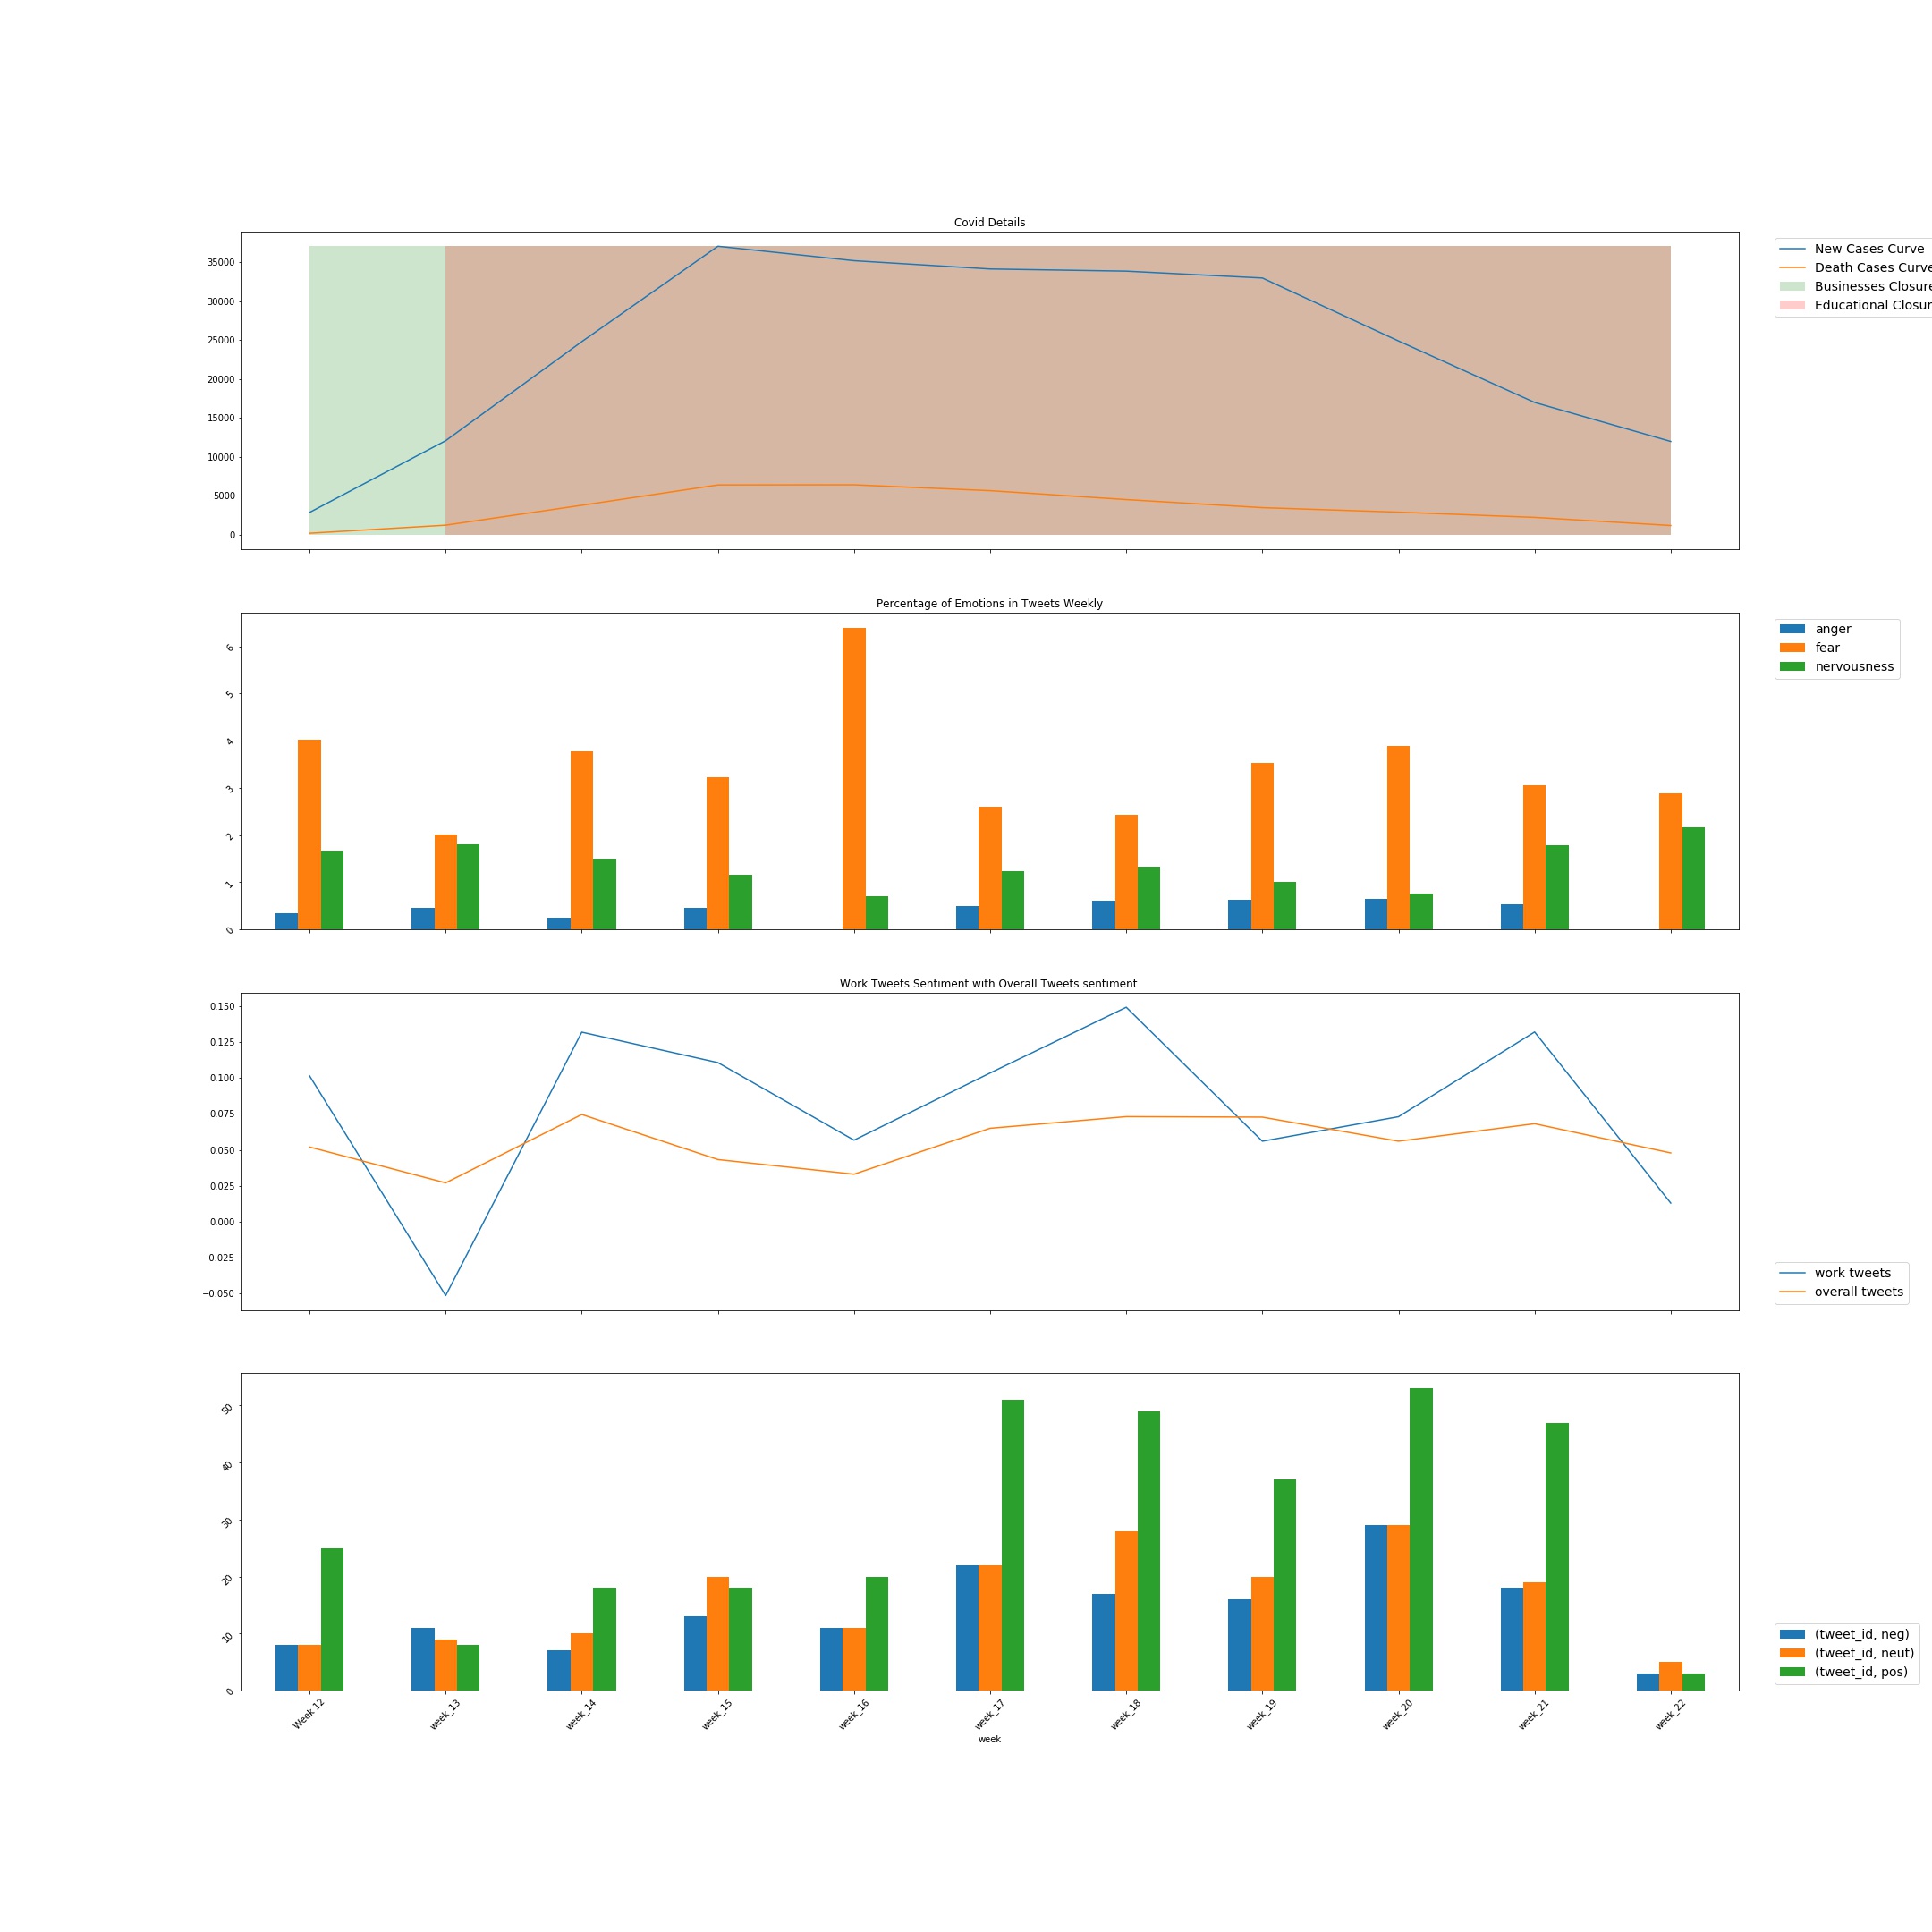 Covid Details
35000
30000
25000
20000
15000
10000
5000
0
New Cases Curve
Death Cases Curve
Businesses Closure
Educational Closur
Percentage of Emotions in Tweets Weekly
6
5
4
3
2
1
0
anger
fear
nervousness
Work Tweets Sentiment with Overall Tweets sentiment
0.150
0.125
0.100
0.075
0.050
0.025
0.000
−0.025
−0.050
work tweets
overall tweets
50
40
30
20
10
0
(tweet_id, neg)
(tweet_id, neut)
(tweet_id, pos)
Week 12
week_13
week_14
week_15
week_16
week_17
week_18
week_19
week_20
week_21
week_22
week